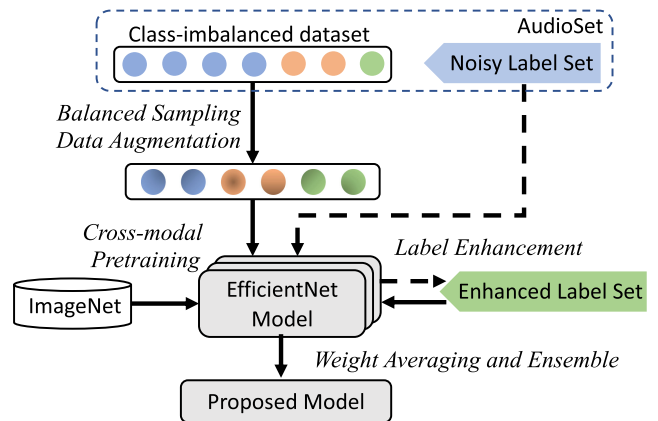 AudioSet
Class-imbalanced dataset
Noisy Label Set
Balanced Sampling
Data Augmentation
Cross-modal
Pretraining
Label Enhancement
ImageNet
EfficientNet
Model
Enhanced Label Set
Weight Averaging and Ensemble
Proposed Model